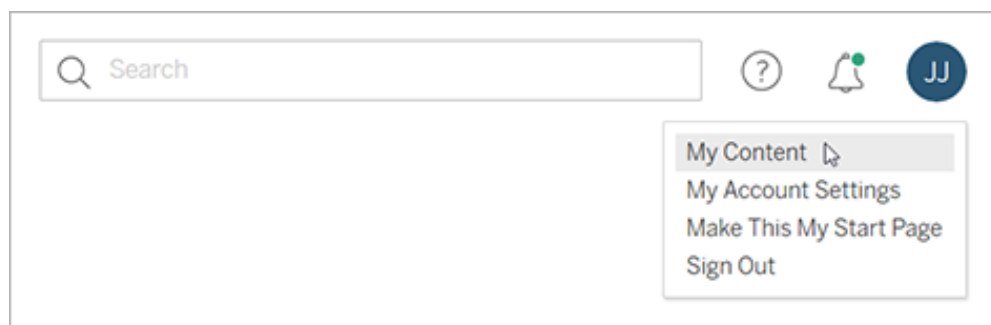 Search
?
JJ
My Content
My Account Settings
Make This My Start Page
Sign Out